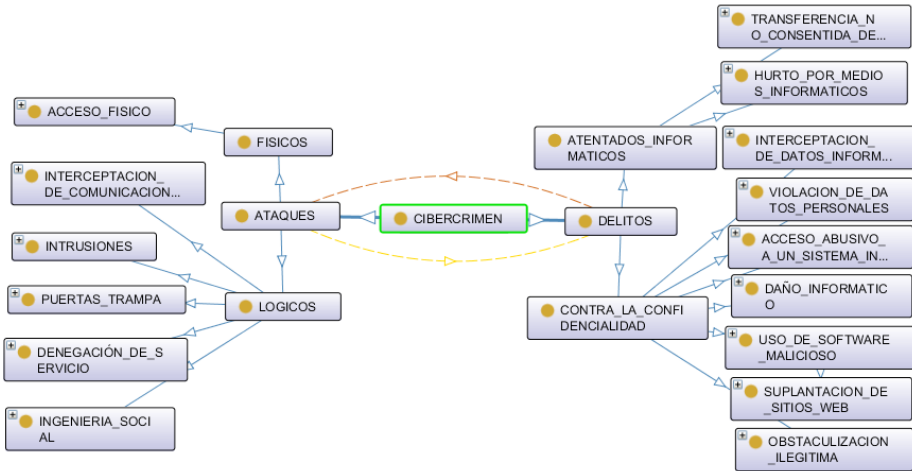 TRANSFERENCIA_N
O_CONSENTIDA_DE...
HURTO_POR_MEDIO
S_INFORMATICOS
ACCESO_FISICO
FISICOS
ATENTADOS_INFOR
MATICOS
INTERCEPTACION_
DE_DATOS_INFORM...
INTERCEPTACION_
DE_COMUNICACION...
VIOLACION_DE_DA
TOS_PERSONALES
ATAQUES
CIBERCRIMEN
DELITOS
ACCESO_ABUSIVO_
A_UN_SISTEMA_IN...
INTRUSIONES
PUERTAS_TRAMPA
LOGICOS
CONTRA_LA_CONFI
DENCIALIDAD
DAÑO_INFORMATIC
O
DENEGACIÓN_DE_S
ERVICIO
USO_DE_SOFTWARE
_MALICIOSO
INGENIERIA_SOCI
AL
SUPLANTACION_DE
_SITIOS_WEB
OBSTACULIZACION
_ILEGITIMA